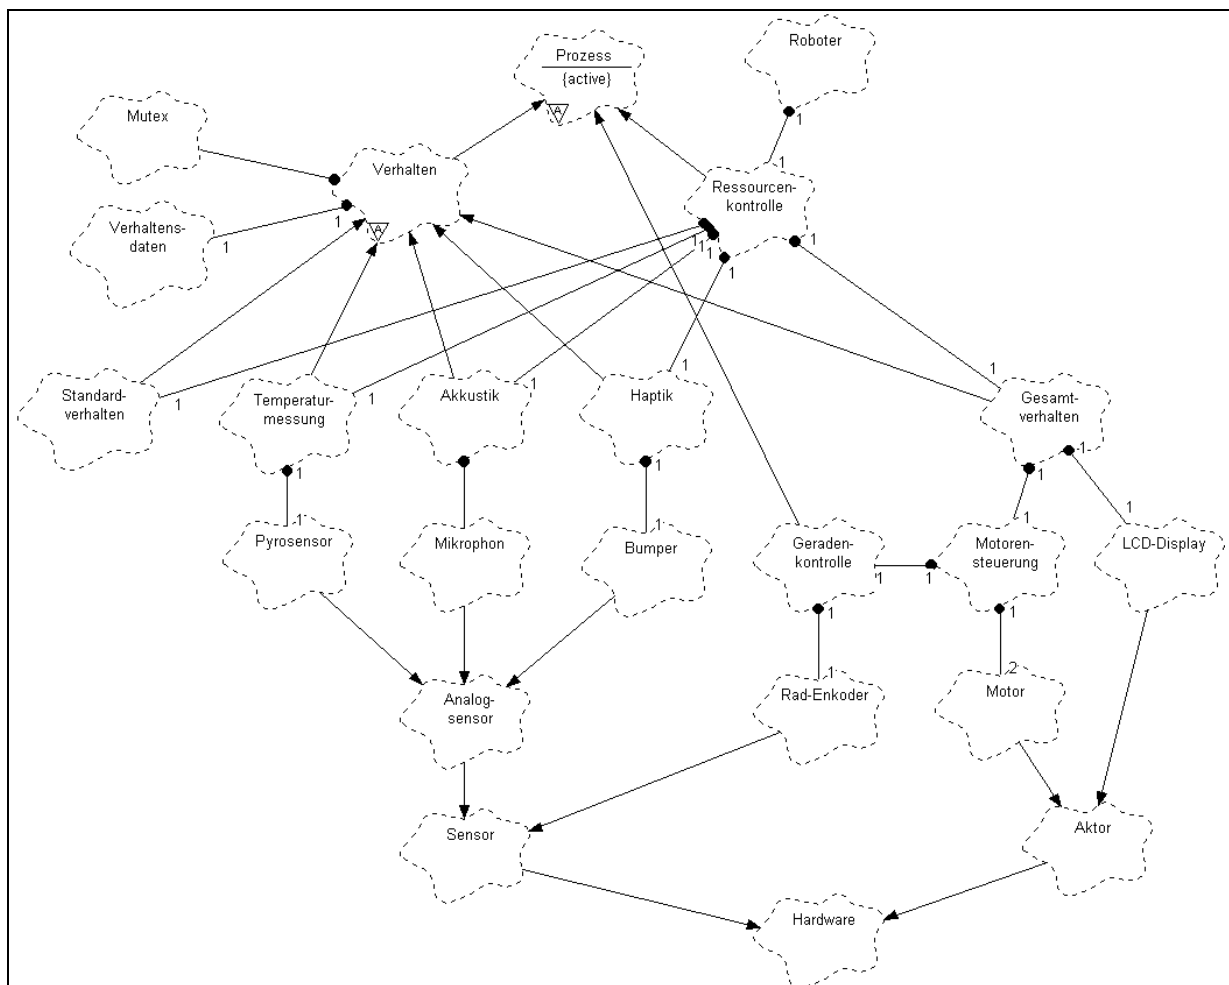 Roboter
Prozess
{active}
A
1
Mutex
1
Verhalten
Ressourcen-
kontrolle
Verhaltens-
daten
1
1
A
1
1
1
1
1
Standard-
verhalten
1
Temperatur-
messung
1
Akkustik
1
Haptik
1
1
Gesamt-
verhalten
1
1
1
1
1
Pyrosensor
1
Mikrophon
Bumper
1
Geraden-
kontrolle
1
1
Motoren-
steuerung
1
LCD-Display
1
1
1
Analog-
sensor
1
Rad-Enkoder
2
Motor
Sensor
Aktor
Hardware